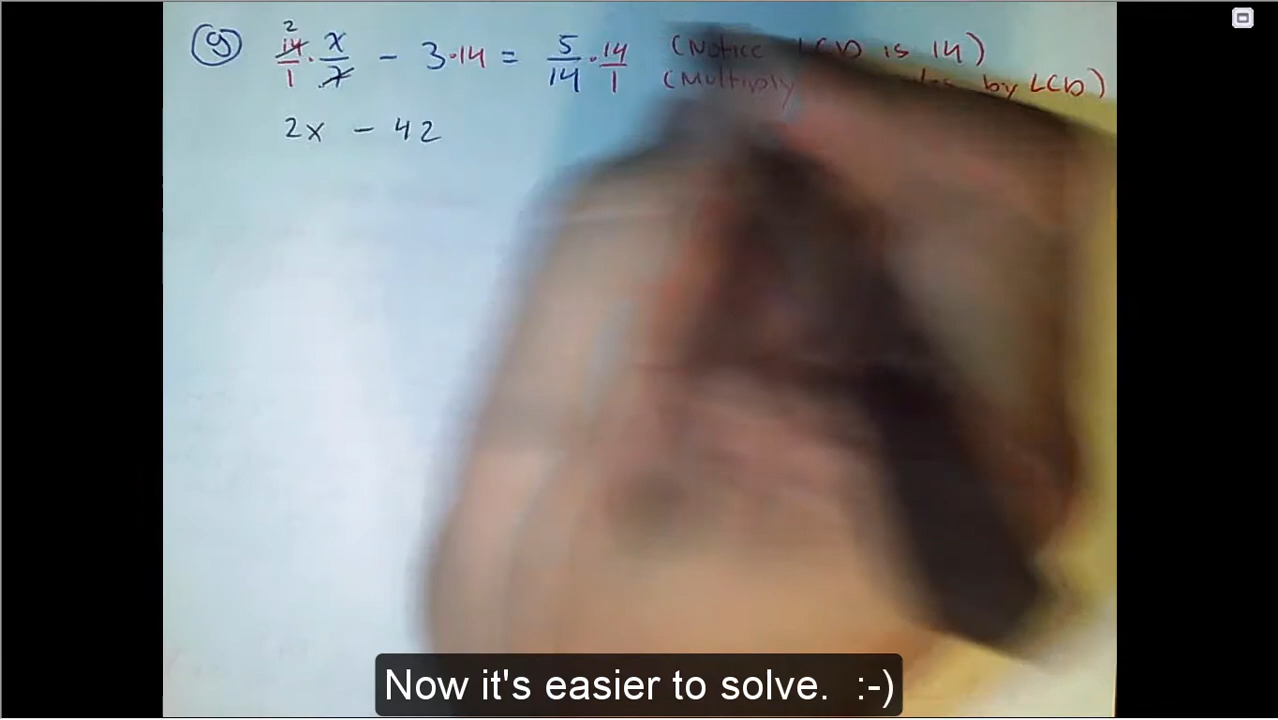 9 2 14/1 · x/7 - 3·14 = 5/14 · 14/1 (Notice LCD is 14)
(Multiply by LCD)
2x - 42
Now it's easier to solve. :-)